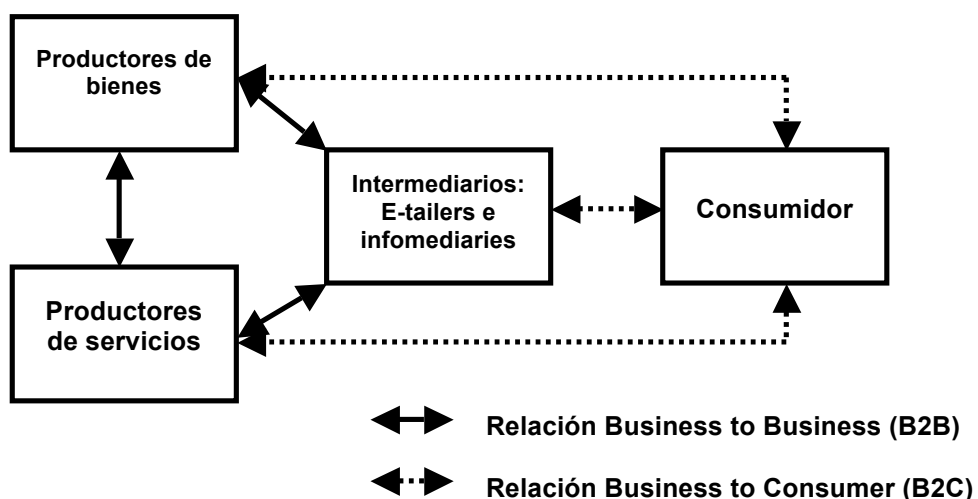 Productores de
bienes
Intermediarios:
E-tailers e
infomediaries
Consumidor
Productores
de servicios
Relación Business to Business (B2B)
Relación Business to Consumer (B2C)